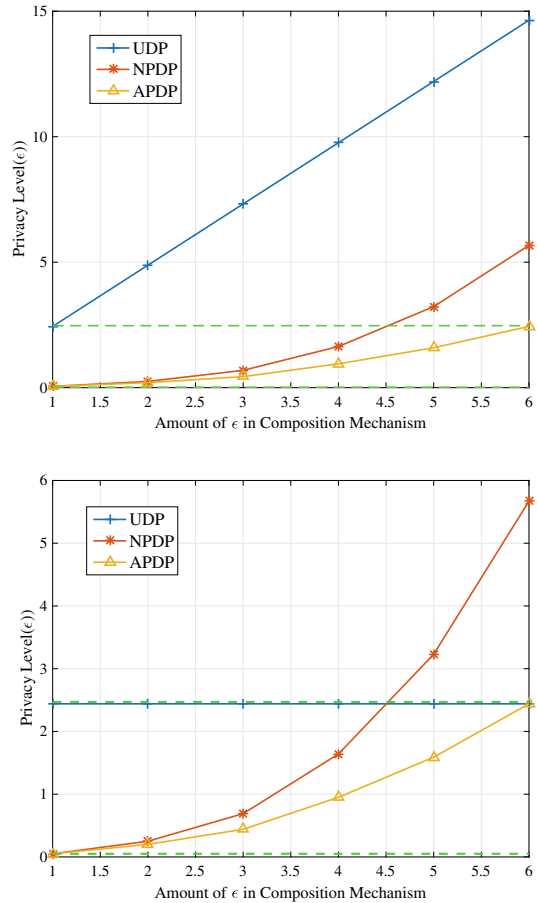 15
10
5
0
Privacy Level(ϵ))
UDP
NPDP
APDP
1 1.5 2 2.5 3 3.5 4 4.5 5 5.5 6
Amount of ϵ in Composition Mechanism
6
5
4
3
2
1
0
Privacy Level(ϵ))
UDP
NPDP
APDP
1 1.5 2 2.5 3 3.5 4 4.5 5 5.5 6
Amount of ϵ in Composition Mechanism